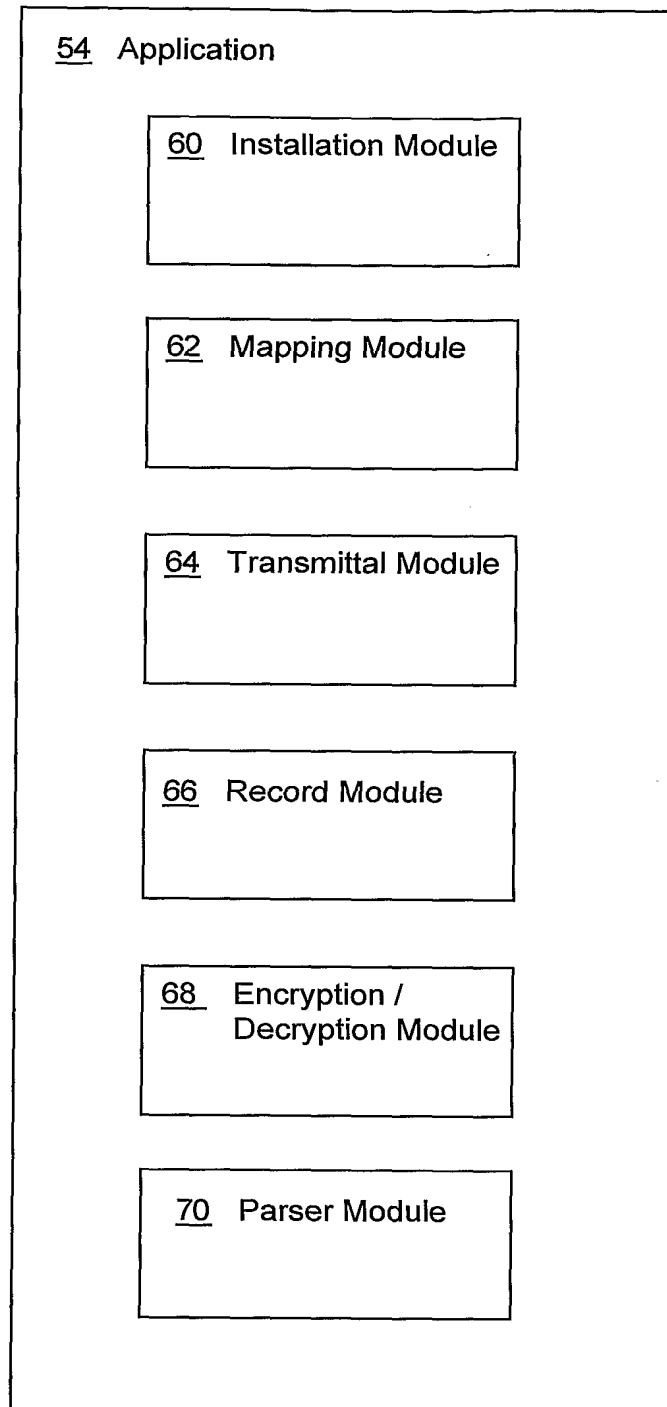 54 Application
60 Installation Module
62 Mapping Module
64 Transmittal Module
66 Record Module
68 Encryption /
Decryption Module
70 Parser Module